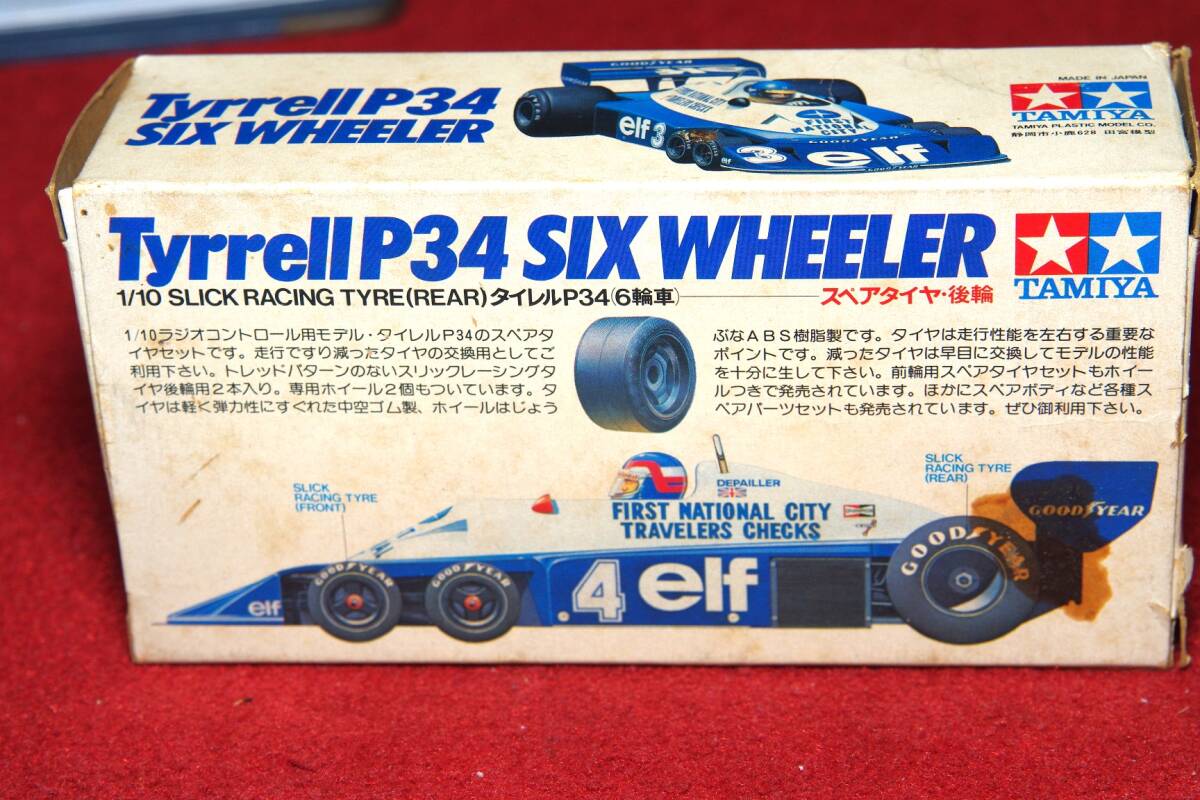 Tyrrell P34
SIX WHEELER
GOODYEAR
elf 3
3 elf
GOODYEAR
MADE IN JAPAN
TAMIYA
TAMIYA PLASTIC MODEL CO.
静岡市小鹿628 田宮模型
Tyrrell P34 SIX WHEELER
TAMIYA
1/10 SLICK RACING TYRE(REAR)タイレルP34(6輪車) スペアタイヤ・後輪
1/10ラジオコントロール用モデル・タイレルP34のスペアタ
イヤセットです。走行ですり減ったタイヤの交換用としてご
利用下さい。トレッドパターンのないスリックレーシングタ
イヤ後輪用2本入り。専用ホイール2個もついています。タ
イヤは軽く弾力性にすぐれた中空ゴム製、ホイールはじょう
ぶなABS樹脂製です。タイヤは走行性能を左右する重要な
ポイントです。減ったタイヤは早目に交換してモデルの性能
を十分に生して下さい。前輪用スペアタイヤセットもホイー
ルつきで発売されています。ほかにスペアボディなど各種ス
ペアパーツセットも発売されています。ぜひ御利用下さい。
SLICK
RACING TYRE
(FRONT)
SLICK
RACING TYRE
(REAR)
DEPAILLER
FIRST NATIONAL CITY
TRAVELERS CHECKS
GOODYEAR
elf
GOODYEAR
GOODYEAR
4 elf
GOODYEAR